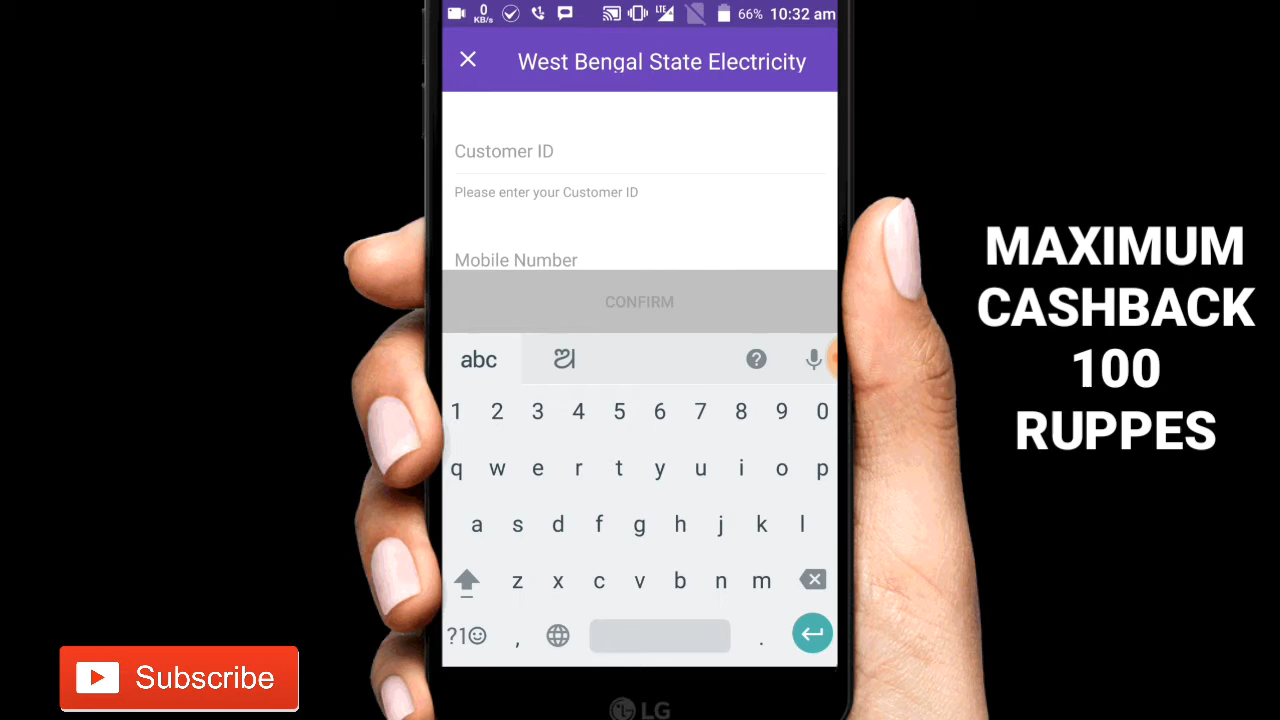 0
KB/s
LTE
66% 10:32 am
West Bengal State Electricity
Customer ID
Please enter your Customer ID
Mobile Number
CONFIRM
abc ଆ
1 2 3 4 5 6 7 8 9 0
q w e r t y u i o p
a s d f g h j k l
z x c v b n m
?1☺ , .
LG
MAXIMUM
CASHBACK
100
RUPPES
Subscribe